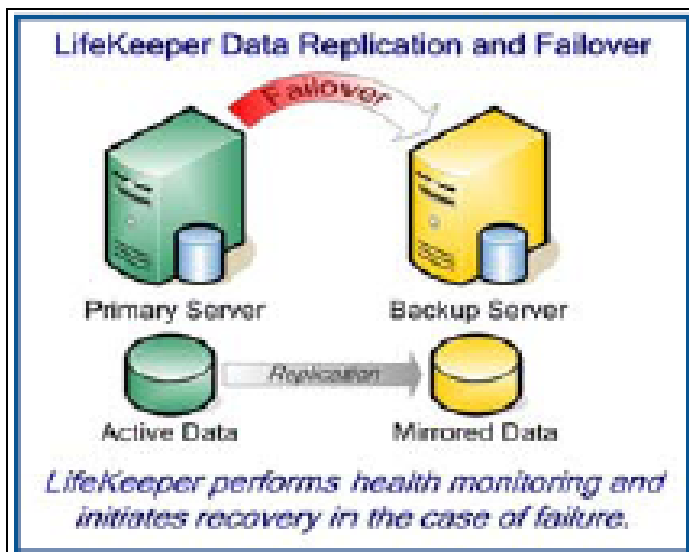 LifeKeeper Data Replication and Failover
Failover
Primary Server
Backup Server
Replication
Active Data
Mirrored Data
LifeKeeper performs health monitoring and
initiates recovery in the case of failure.